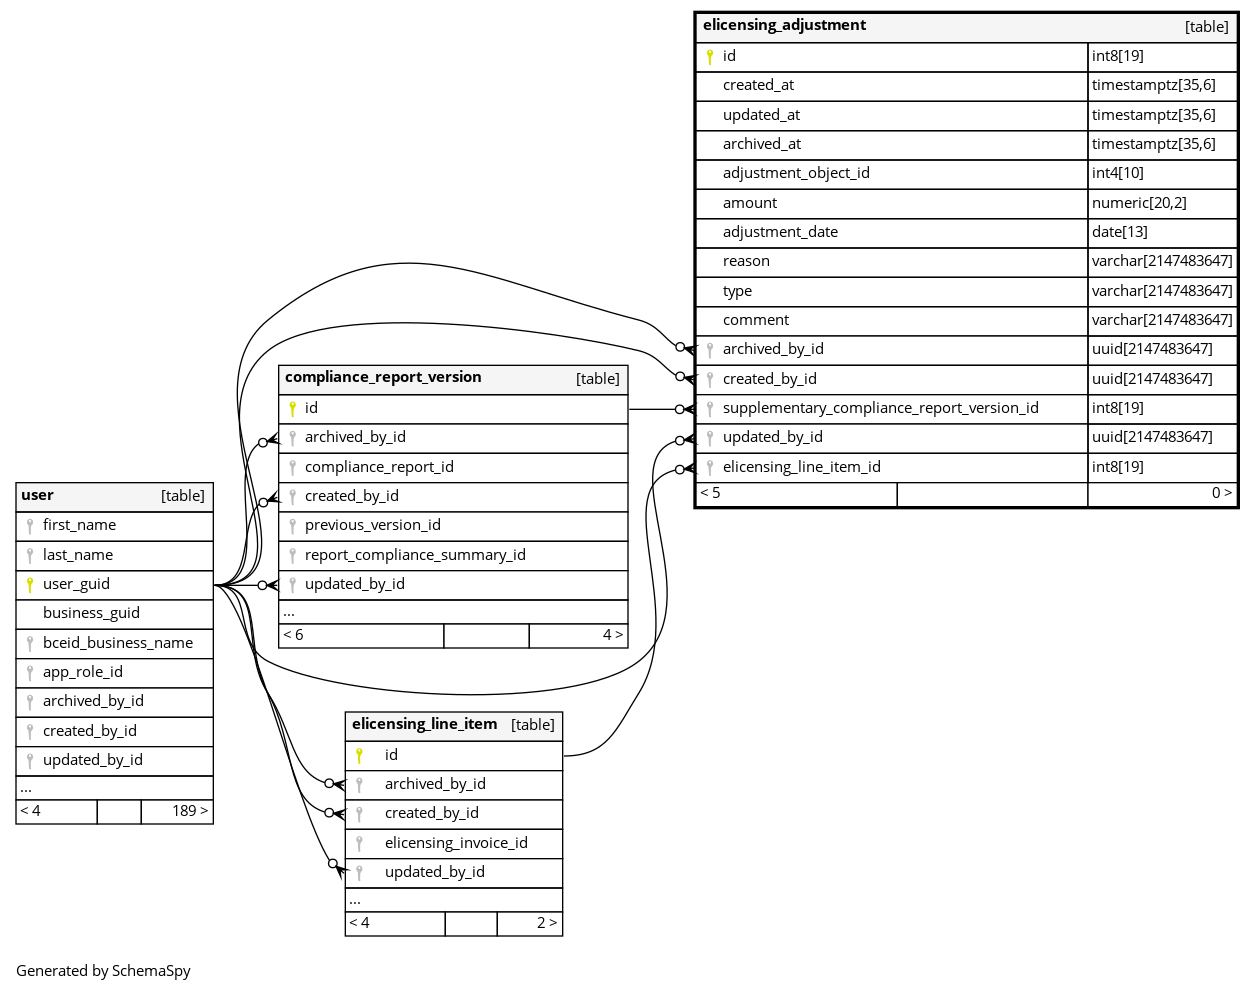 elicensing_adjustment [table]
id int8[19]
created_at timestamptz[35,6]
updated_at timestamptz[35,6]
archived_at timestamptz[35,6]
adjustment_object_id int4[10]
amount numeric[20,2]
adjustment_date date[13]
reason varchar[2147483647]
type varchar[2147483647]
comment varchar[2147483647]
archived_by_id uuid[2147483647]
created_by_id uuid[2147483647]
supplementary_compliance_report_version_id int8[19]
updated_by_id uuid[2147483647]
elicensing_line_item_id int8[19]
< 5 0 >
compliance_report_version [table]
id
archived_by_id
compliance_report_id
created_by_id
previous_version_id
report_compliance_summary_id
updated_by_id
...
< 6 4 >
user [table]
first_name
last_name
user_guid
business_guid
bceid_business_name
app_role_id
archived_by_id
created_by_id
updated_by_id
...
< 4 189 >
elicensing_line_item [table]
id
archived_by_id
created_by_id
elicensing_invoice_id
updated_by_id
...
< 4 2 >
Generated by SchemaSpy